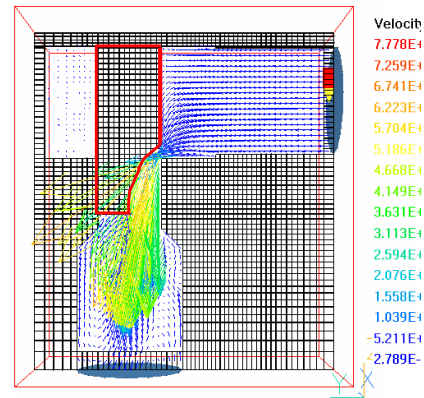 Velocity
7.778E+
7.259E+
6.741E+
6.223E+
5.704E+
5.186E+
4.668E+
4.149E+
3.631E+
3.113E+
2.594E+
2.076E+
1.558E+
1.039E+
5.211E+
2.789E-
Y X